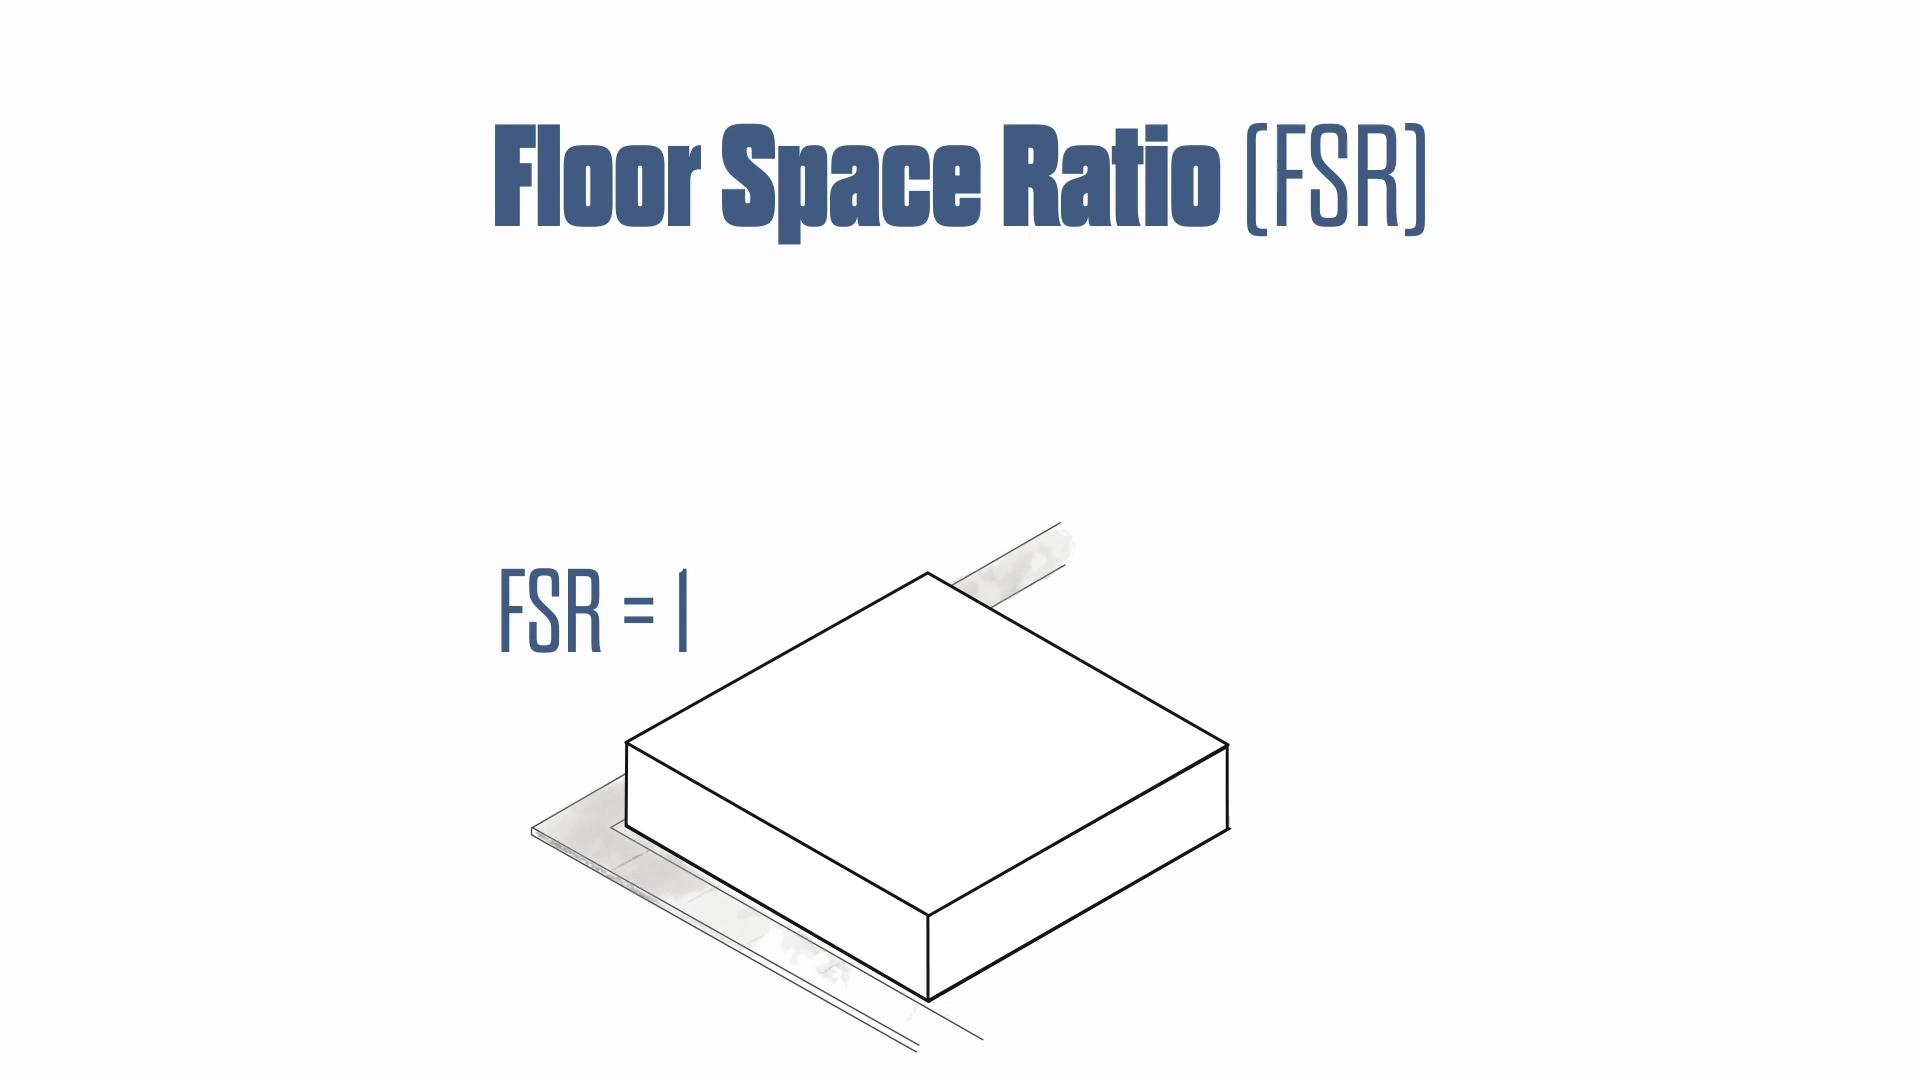 Floor Space Ratio (FSR)
FSR = 1